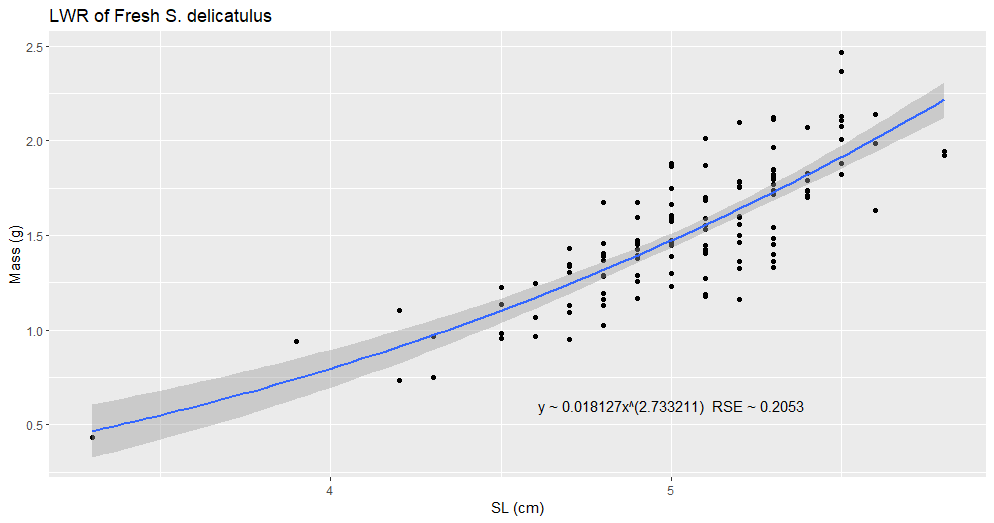 LWR of Fresh S. delicatulus
2.5
2.0
1.5
1.0
0.5
Mass (g)
y ~ 0.018127x^(2.733211)  RSE ~ 0.2053
4
5
SL (cm)